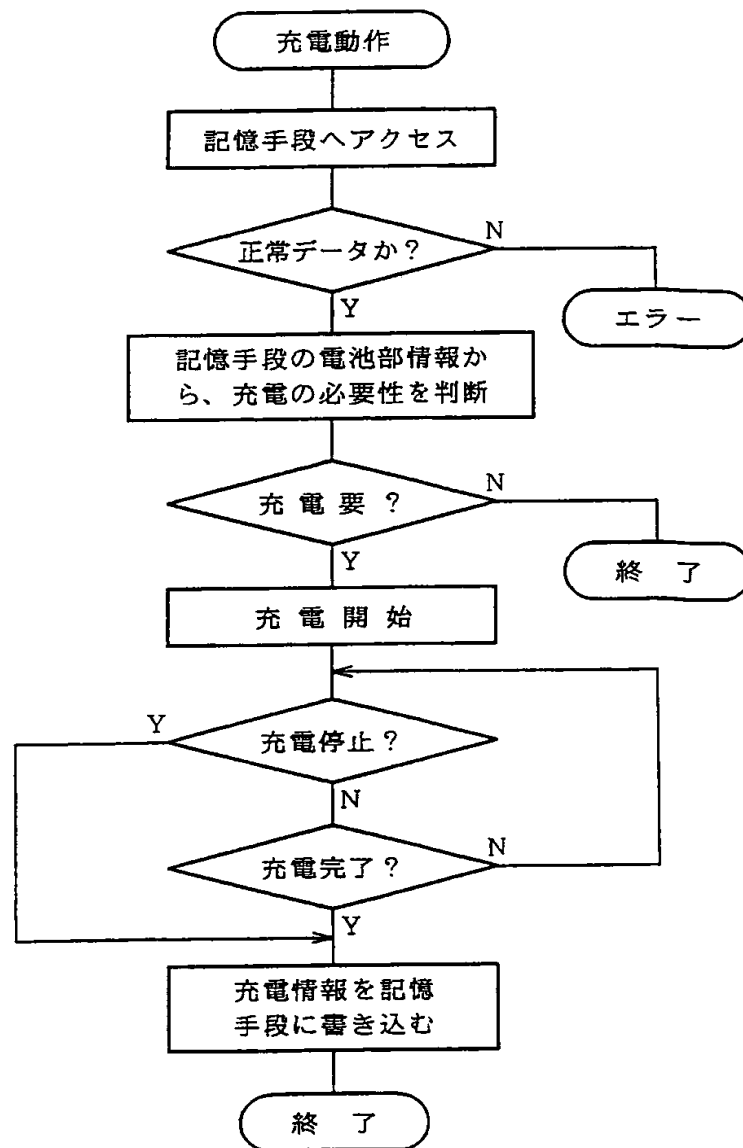 充電動作
記憶手段へアクセス
正常データか？
N
Y
エラー
記憶手段の電池部情報か
ら、充電の必要性を判断
充電要？
N
Y
終了
充電開始
Y
充電停止？
N
充電完了？
N
Y
充電情報を記憶
手段に書き込む
終了